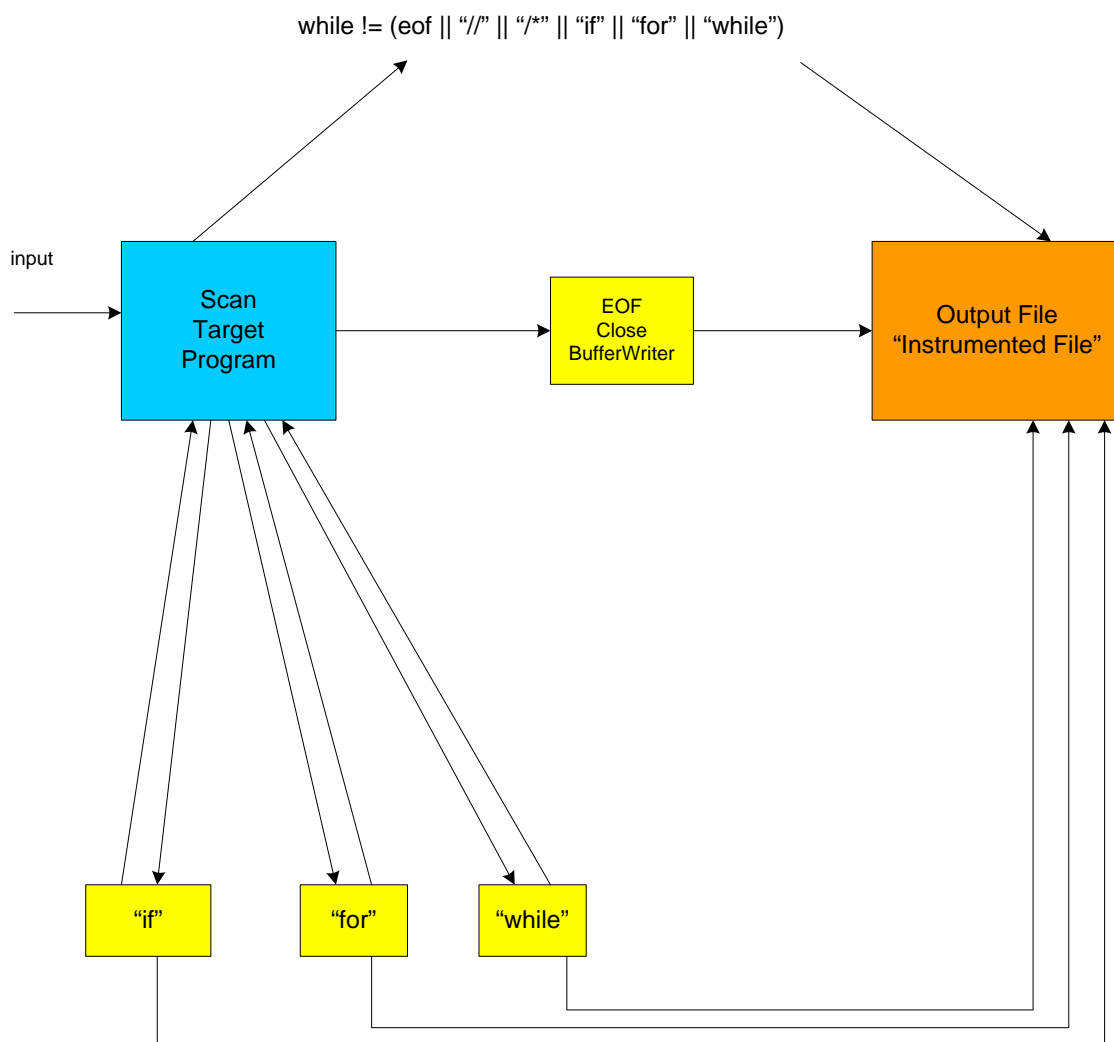 while != (eof || “//” || “/*” || “if” || “for” || “while”)
input
Scan
Target
Program
EOF
Close
BufferWriter
Output File
“Instrumented File”
“if”
“for”
“while”